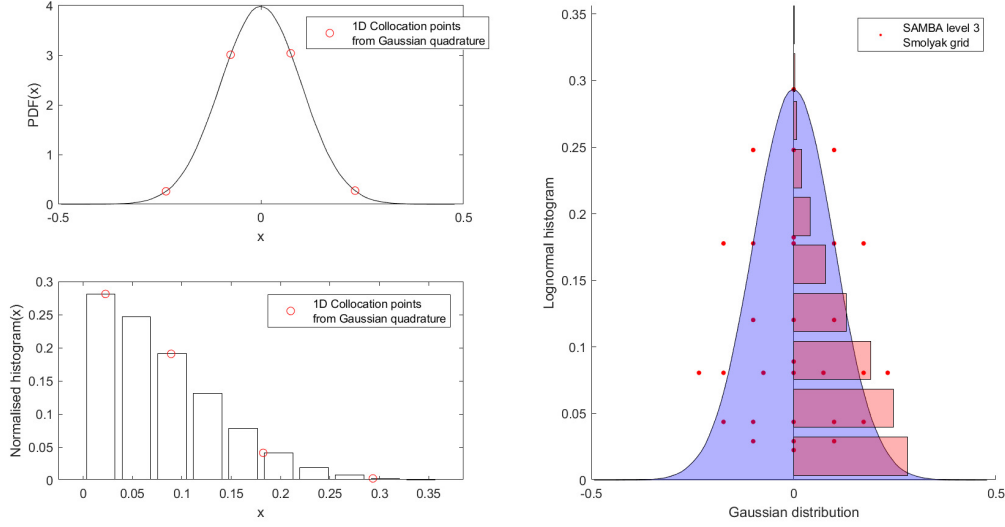 4
3
2
1
0
PDF(x)
-0.5
0
0.5
x
1D Collocation points
from Gaussian quadrature
0.3
0.25
0.2
0.15
0.1
0.05
0
Normalised histogram(x)
0
0.05
0.1
0.15
0.2
0.25
0.3
0.35
x
1D Collocation points
from Gaussian quadrature
0.35
0.3
0.25
0.2
0.15
0.1
0.05
0
Lognormal histogram
-0.5
0
0.5
Gaussian distribution
SAMBA level 3
Smolyak grid